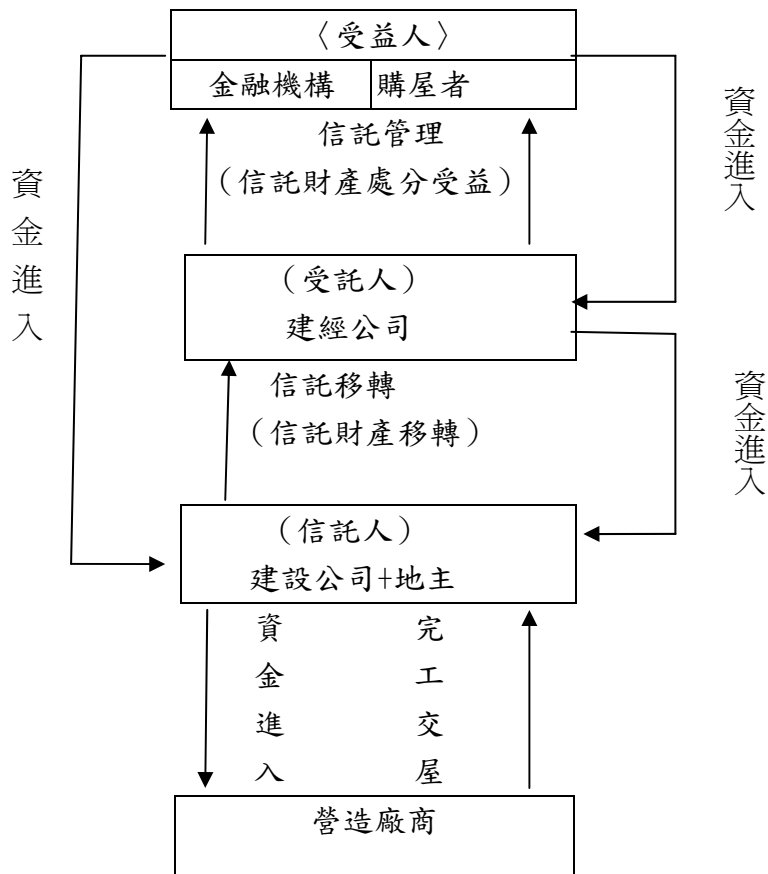 〈受益人〉
金融機構 購屋者
信託管理
(信託財產處分受益)
資金進入
資金進入
(受託人)
建經公司
信託移轉
(信託財產移轉)
資金進入
(信託人)
建設公司+地主
資金進入
完工交屋
營造廠商